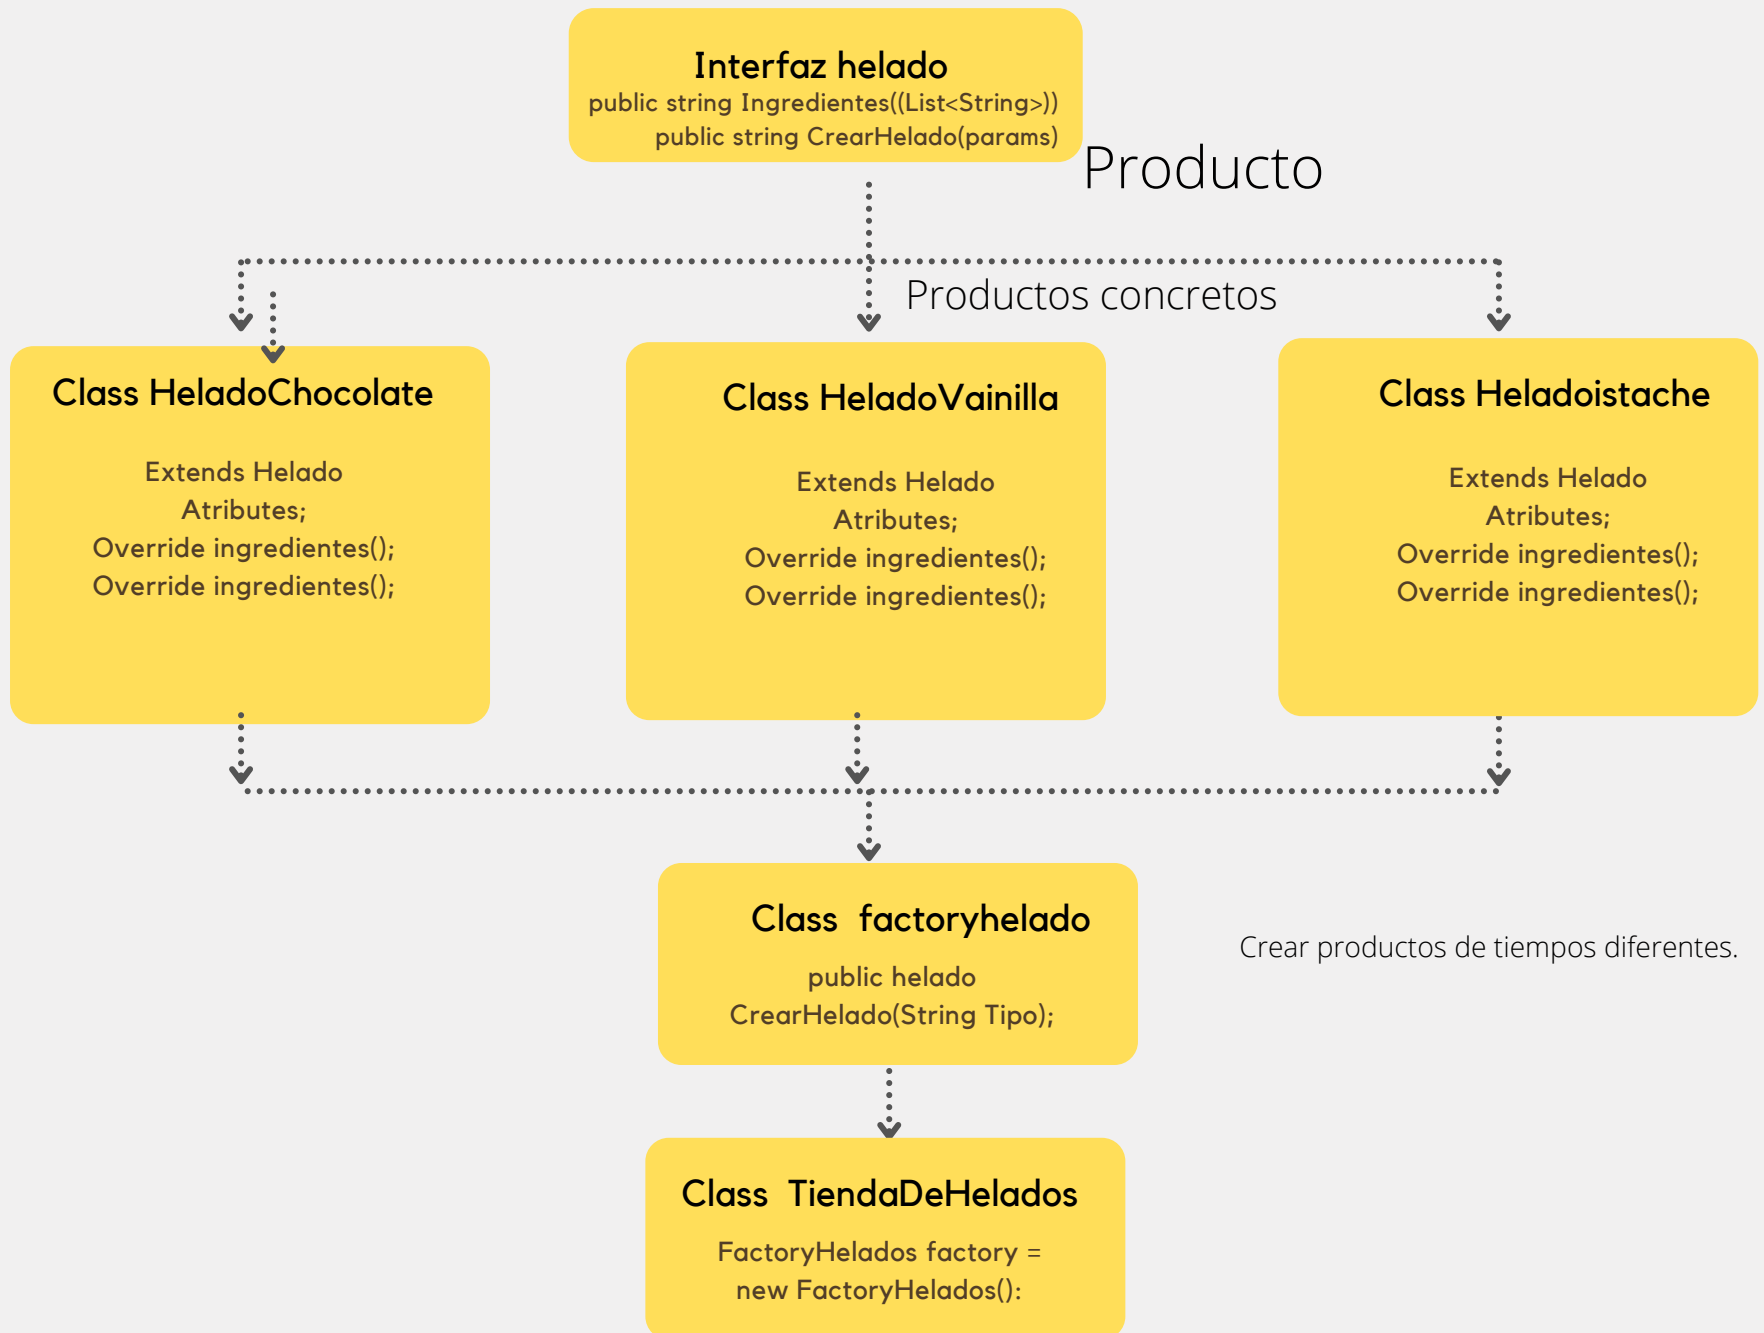 Interfaz helado
public string Ingredientes((List<String>))
public string CrearHelado(params)
Producto
Productos concretos
Class HeladoChocolate
Extends Helado
Atributes;
Override ingredientes();
Override ingredientes();
Class HeladoVainilla
Extends Helado
Atributes;
Override ingredientes();
Override ingredientes();
Class Heladoistache
Extends Helado
Atributes;
Override ingredientes();
Override ingredientes();
Class factoryhelado
public helado
CrearHelado(String Tipo);
Crear productos de tiempos diferentes.
Class TiendaDeHelados
FactoryHelados factory =
new FactoryHelados():